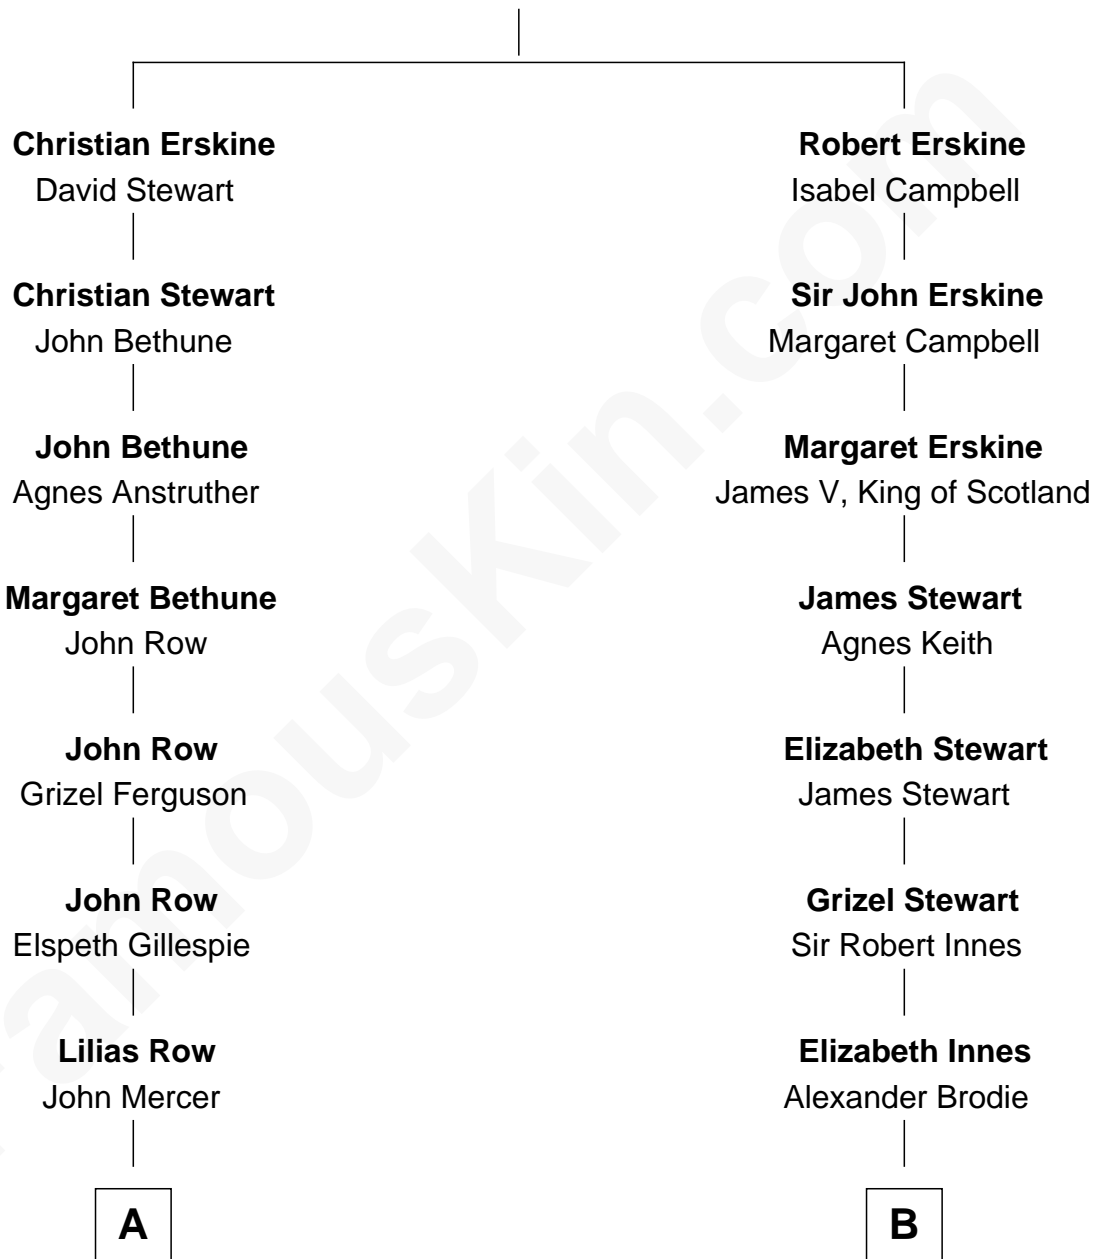 Christian Erskine
David Stewart
Christian Stewart
John Bethune
John Bethune
Agnes Anstruther
Margaret Bethune
John Row
John Row
Grizel Ferguson
John Row
Elspeth Gillespie
Lilias Row
John Mercer
A
Robert Erskine
Isabel Campbell
Sir John Erskine
Margaret Campbell
Margaret Erskine
James V, King of Scotland
James Stewart
Agnes Keith
Elizabeth Stewart
James Stewart
Grizel Stewart
Sir Robert Innes
Elizabeth Innes
Alexander Brodie
B
FamousKin.com